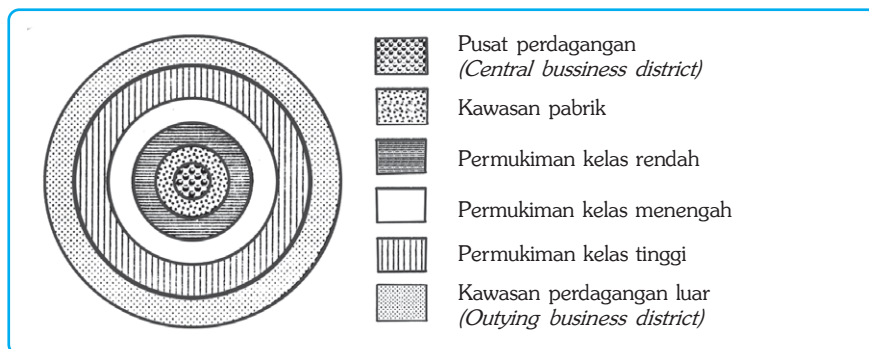 Pusat perdagangan
(Central bussiness district)
Kawasan pabrik
Permukiman kelas rendah
Permukiman kelas menengah
Permukiman kelas tinggi
Kawasan perdagangan luar
(Outying business district)